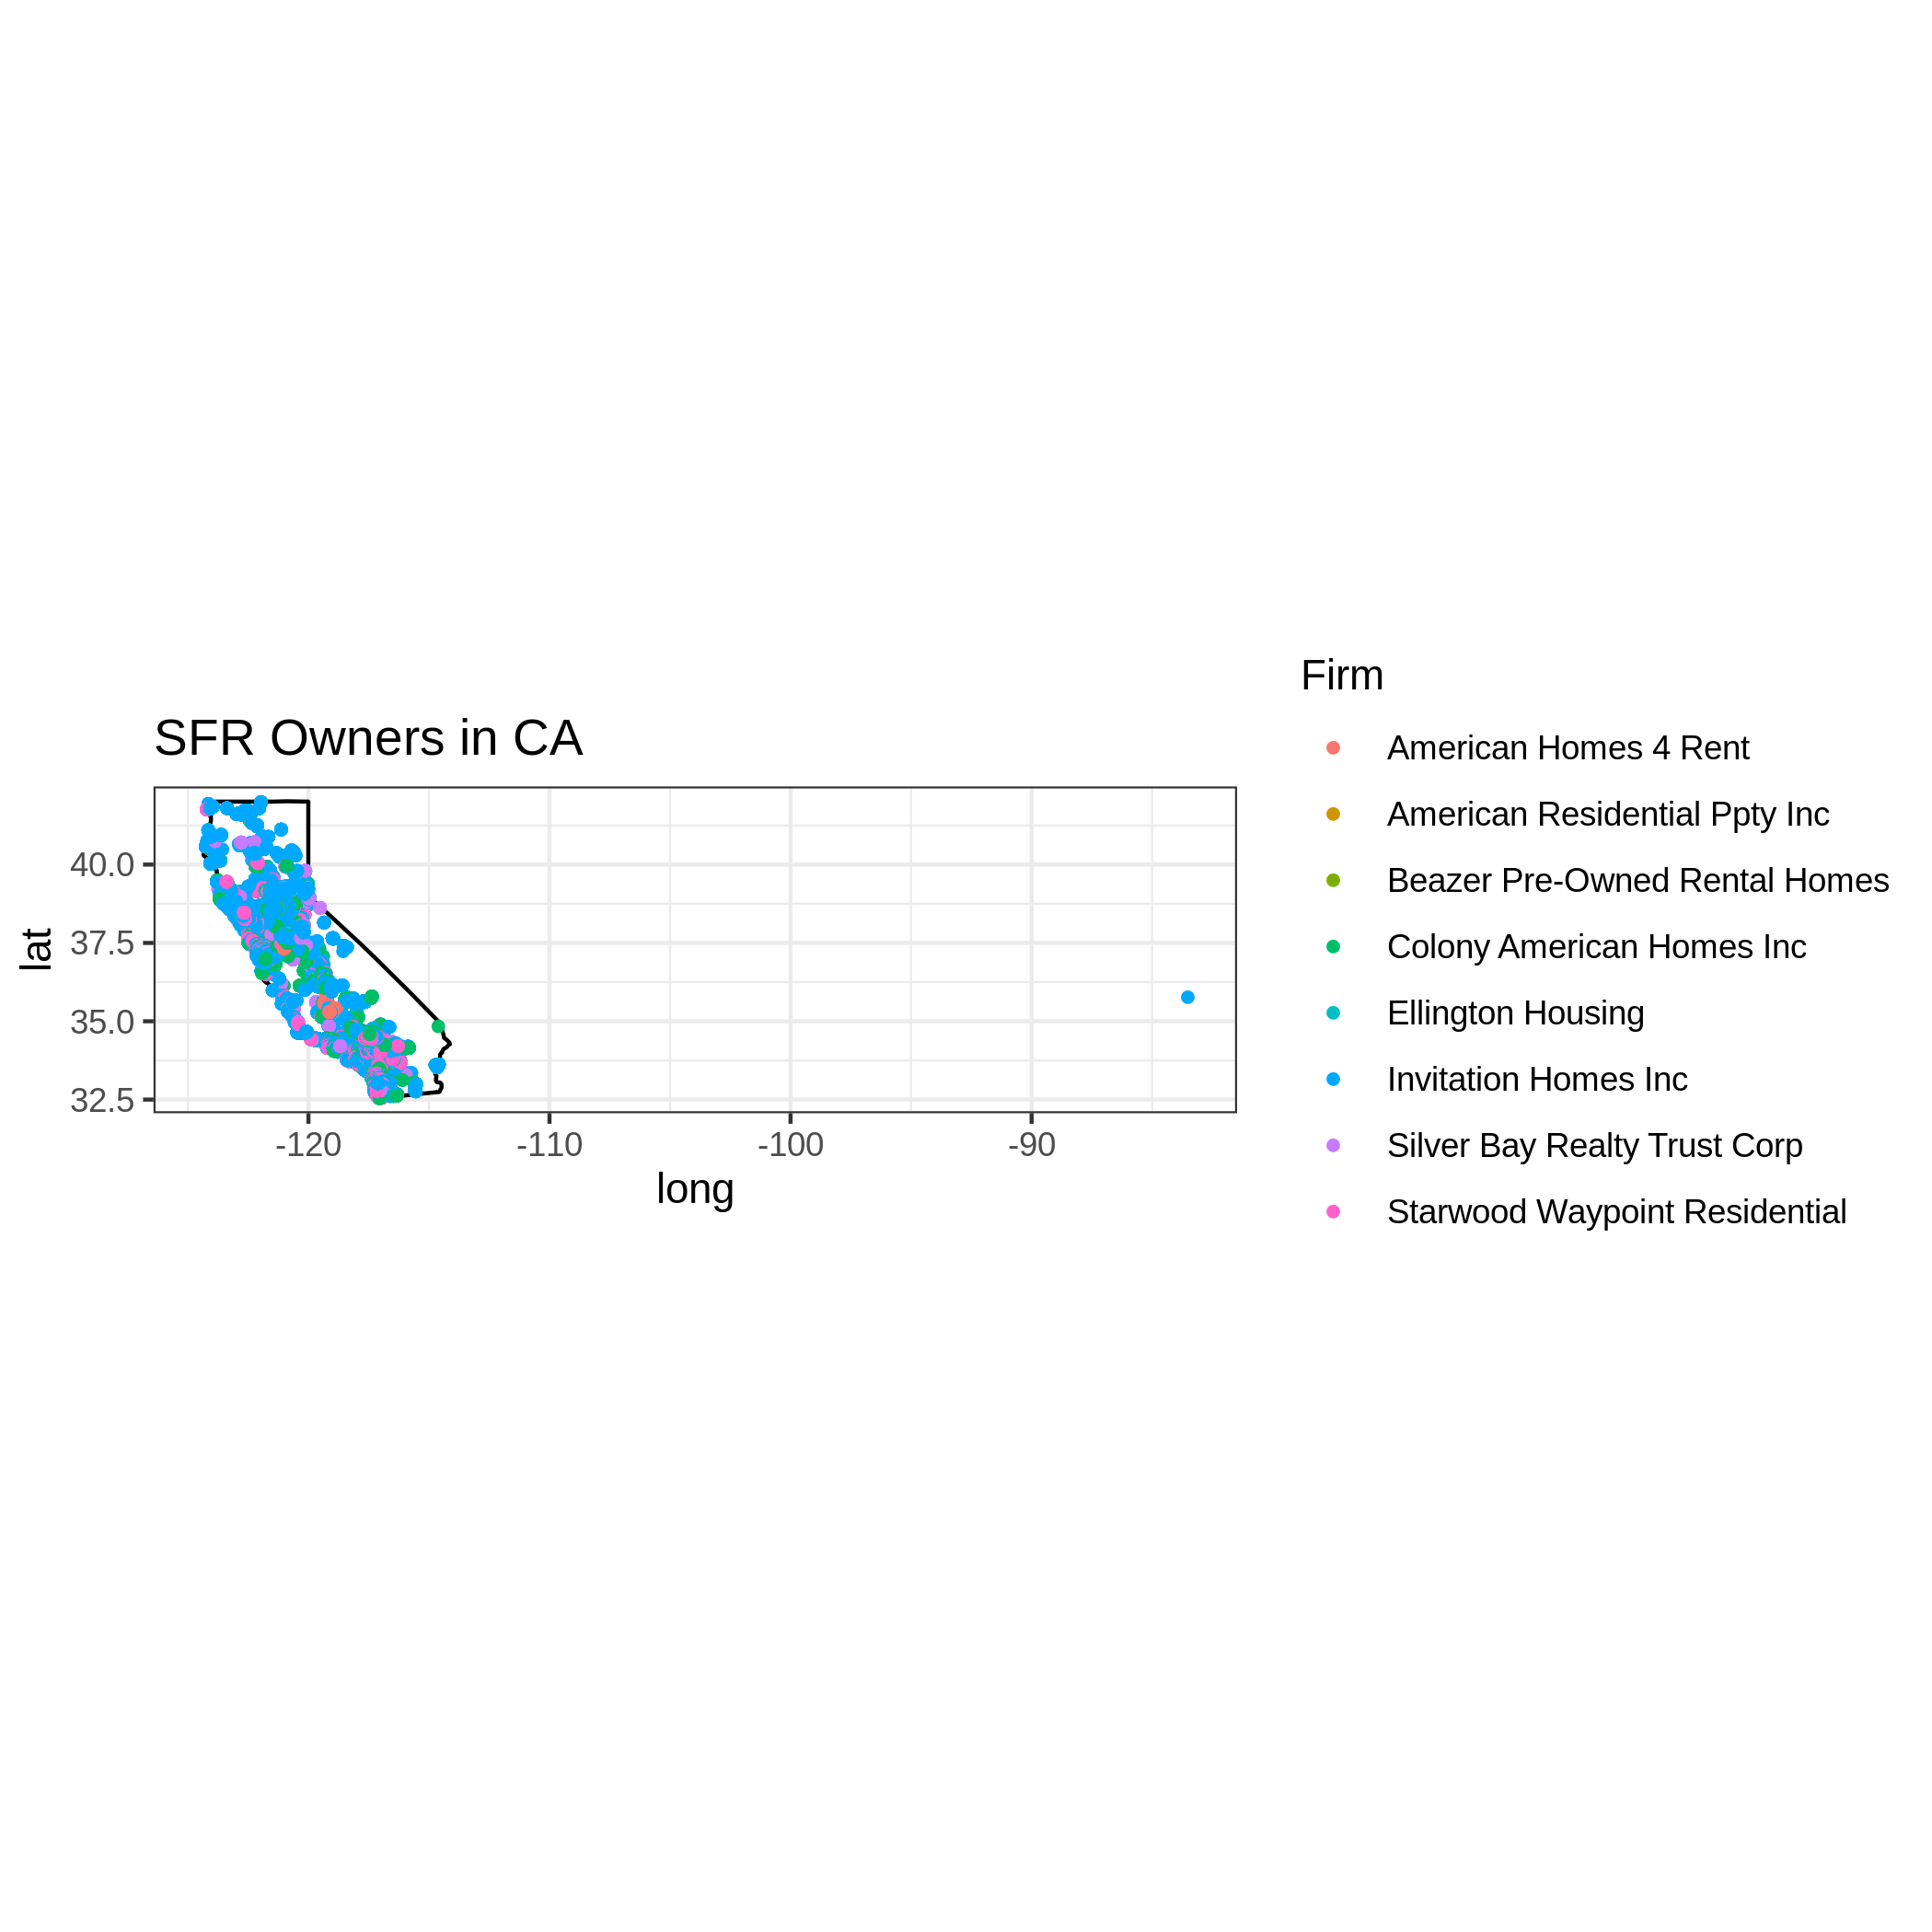 SFR Owners in CA
lat
40.0
37.5
35.0
32.5
-120
-110
-100
-90
long
Firm
American Homes 4 Rent
American Residential Ppty Inc
Beazer Pre-Owned Rental Homes
Colony American Homes Inc
Ellington Housing
Invitation Homes Inc
Silver Bay Realty Trust Corp
Starwood Waypoint Residential